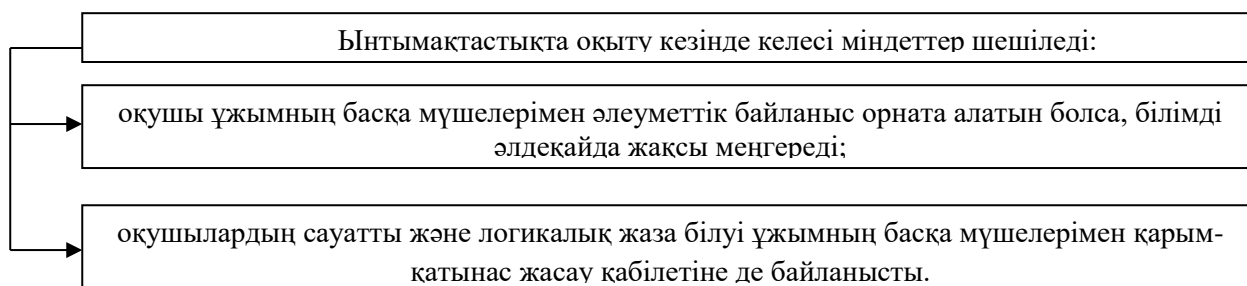 Ынтымақтастықта оқыту кезінде келесі міндеттер шешіледі:
оқушы ұжымның басқа мүшелерімен әлеуметтік байланыс орната алатын болса, білімді
әлдеқайда жақсы меңгереді;
оқушылардың сауатты және логикалық жаза білуі ұжымның басқа мүшелерімен қарым-
қатынас жасау қабілетіне де байланысты.